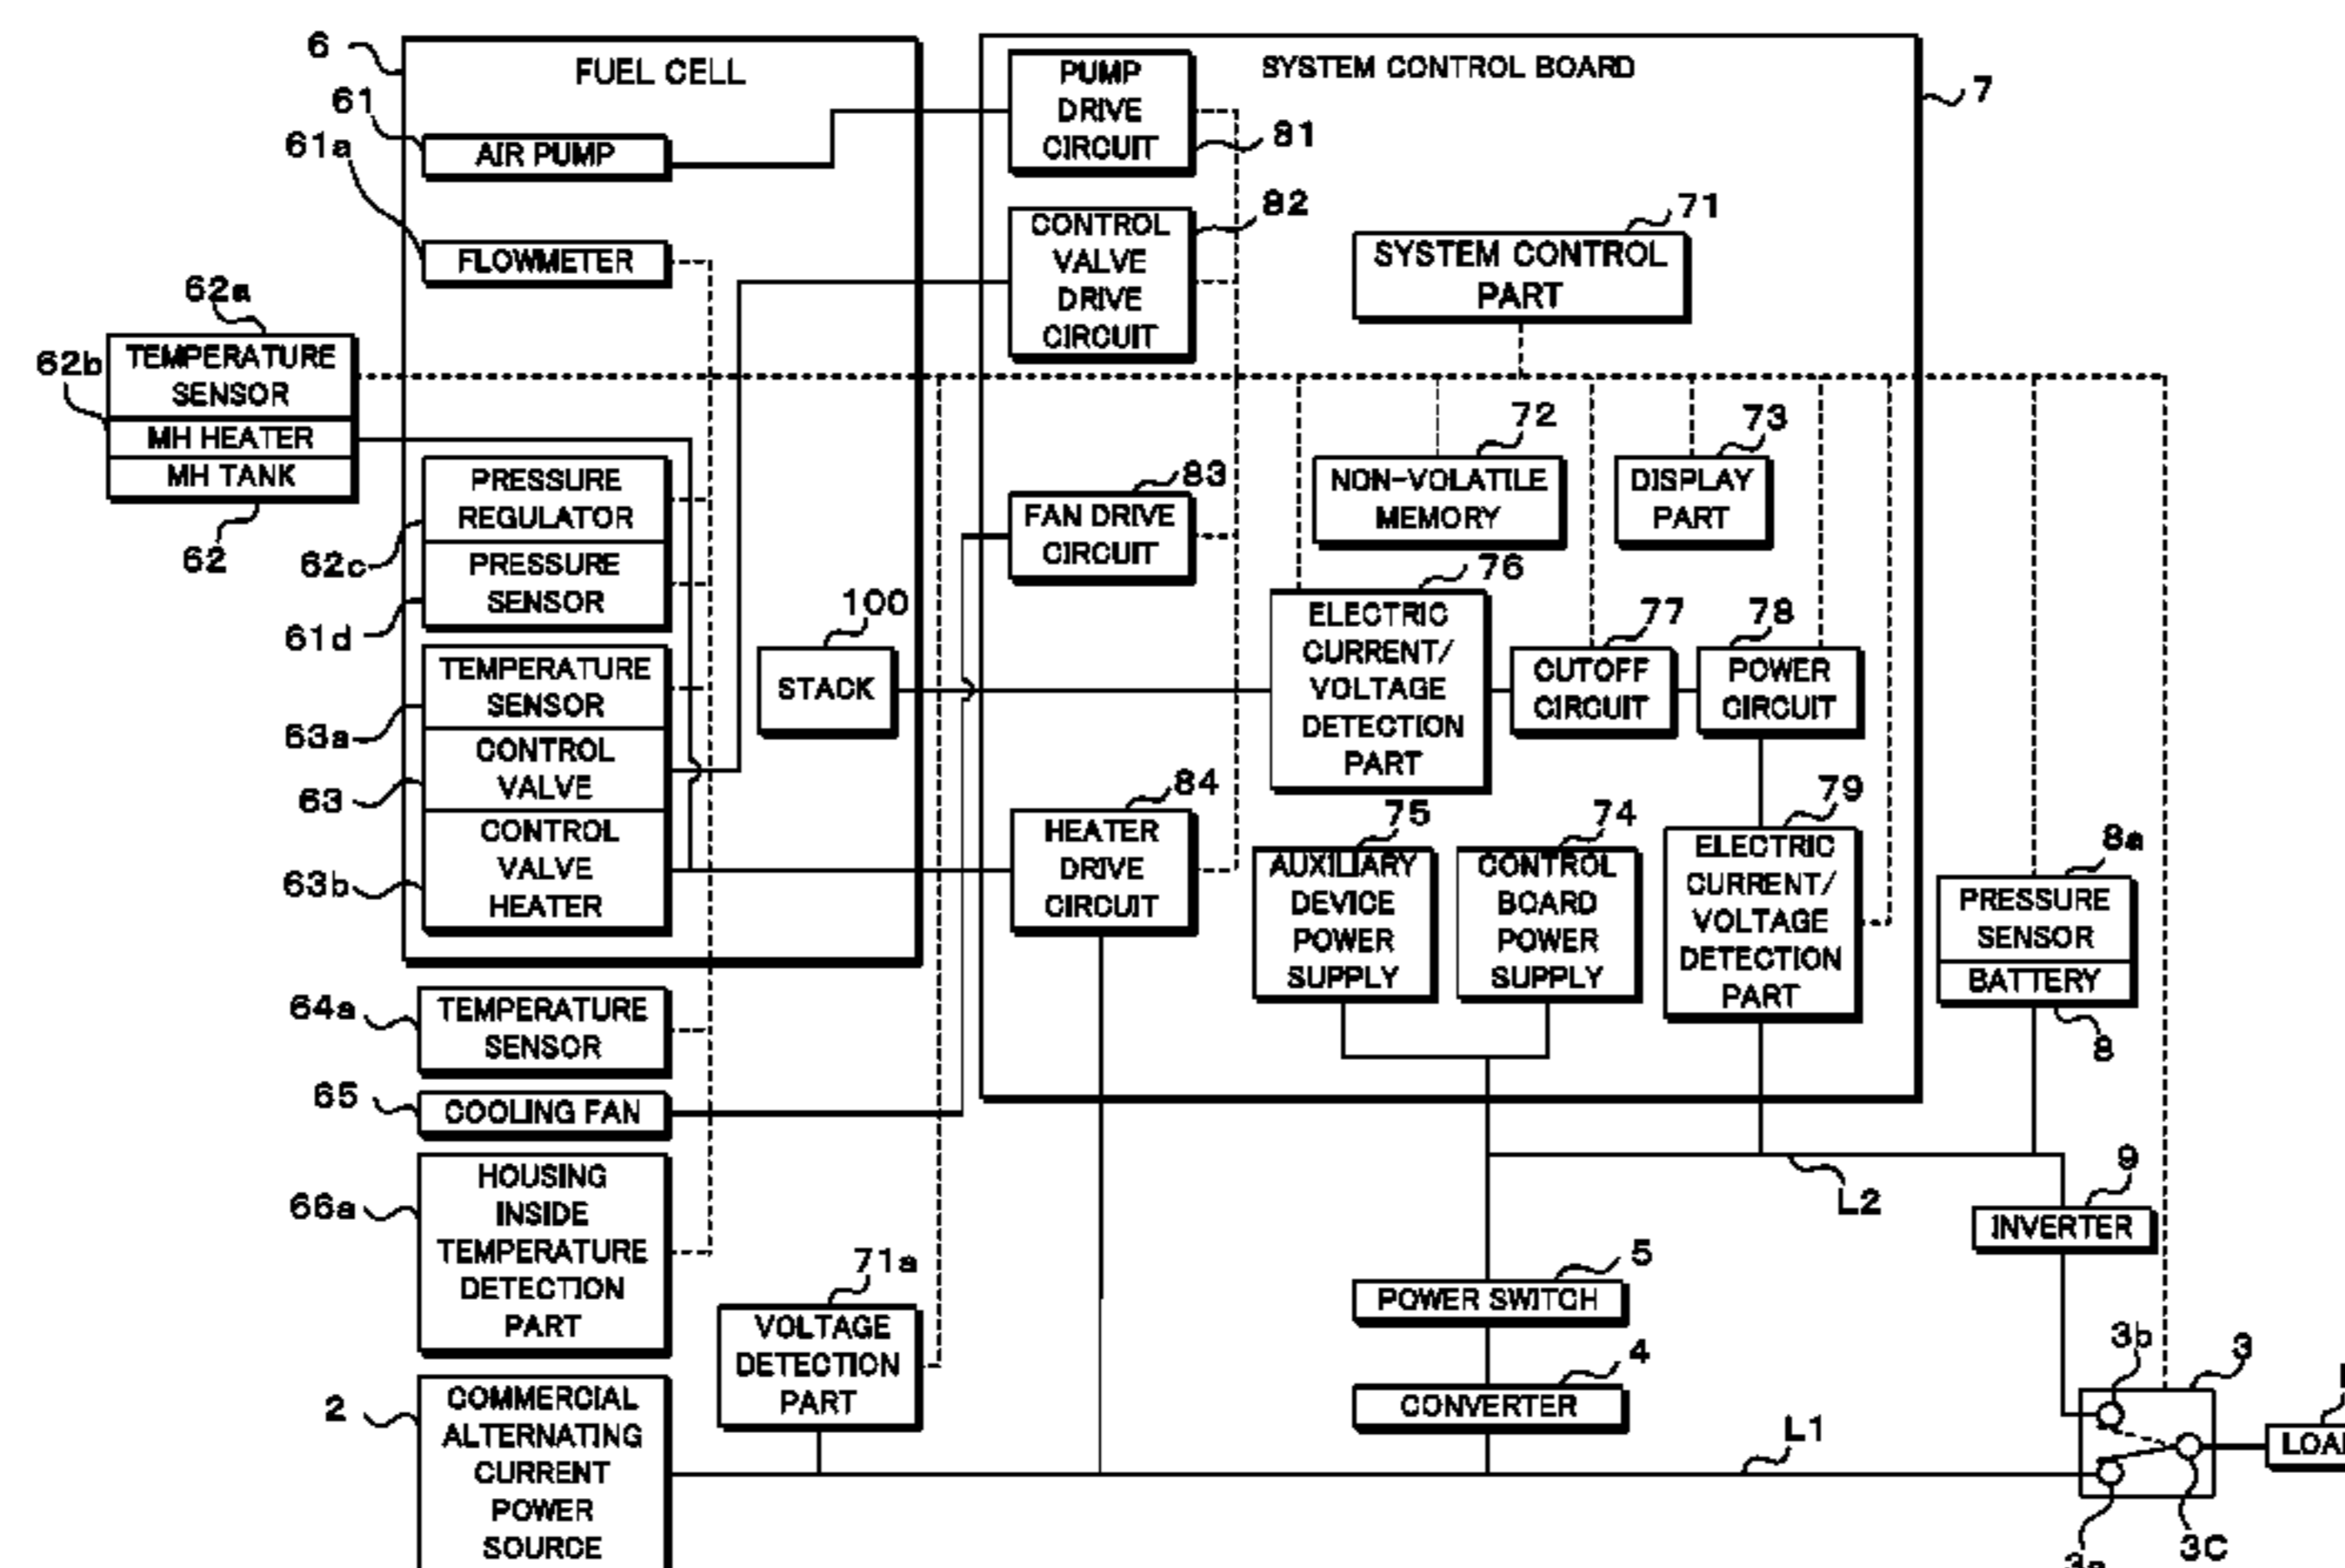 6
FUEL CELL
61
AIR PUMP
61a
FLOWMETER
62a
62b
TEMPERATURE
SENSOR
MH HEATER
MH TANK
62
PRESSURE
REGULATOR
62c
PRESSURE
SENSOR
61d
TEMPERATURE
SENSOR
63a
CONTROL
VALVE
63
CONTROL
VALVE
HEATER
63b
100
STACK
64a
TEMPERATURE
SENSOR
65
COOLING FAN
66a
HOUSING
INSIDE
TEMPERATURE
DETECTION
PART
2
COMMERCIAL
ALTERNATING
CURRENT
POWER
SOURCE
71a
VOLTAGE
DETECTION
PART
SYSTEM CONTROL BOARD
7
PUMP
DRIVE
CIRCUIT
81
CONTROL
VALVE
DRIVE
CIRCUIT
82
71
SYSTEM CONTROL
PART
83
FAN DRIVE
CIRCUIT
72
NON-VOLATILE
MEMORY
73
DISPLAY
PART
76
ELECTRIC
CURRENT/
VOLTAGE
DETECTION
PART
77
CUTOFF
CIRCUIT
78
POWER
CIRCUIT
84
HEATER
DRIVE
CIRCUIT
75
AUXILIARY
DEVICE
POWER
SUPPLY
74
CONTROL
BOARD
POWER
SUPPLY
79
ELECTRIC
CURRENT/
VOLTAGE
DETECTION
PART
8a
PRESSURE
SENSOR
BATTERY
8
L2
9
INVERTER
5
POWER SWITCH
4
CONVERTER
L1
3b
3
3C